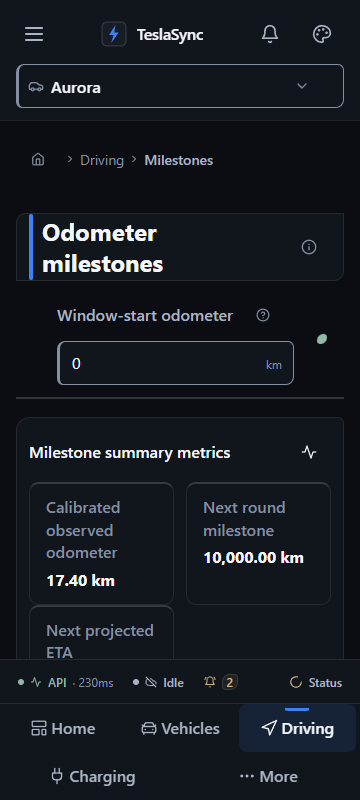 TeslaSync
Aurora
Driving
Milestones
Odometer
milestones
Window-start odometer
0
km
Milestone summary metrics
Calibrated
observed
odometer
17.40 km
Next round
milestone
10,000.00 km
Next projected
ETA
API · 230ms
Idle
2
Status
Home
Vehicles
Driving
Charging
More